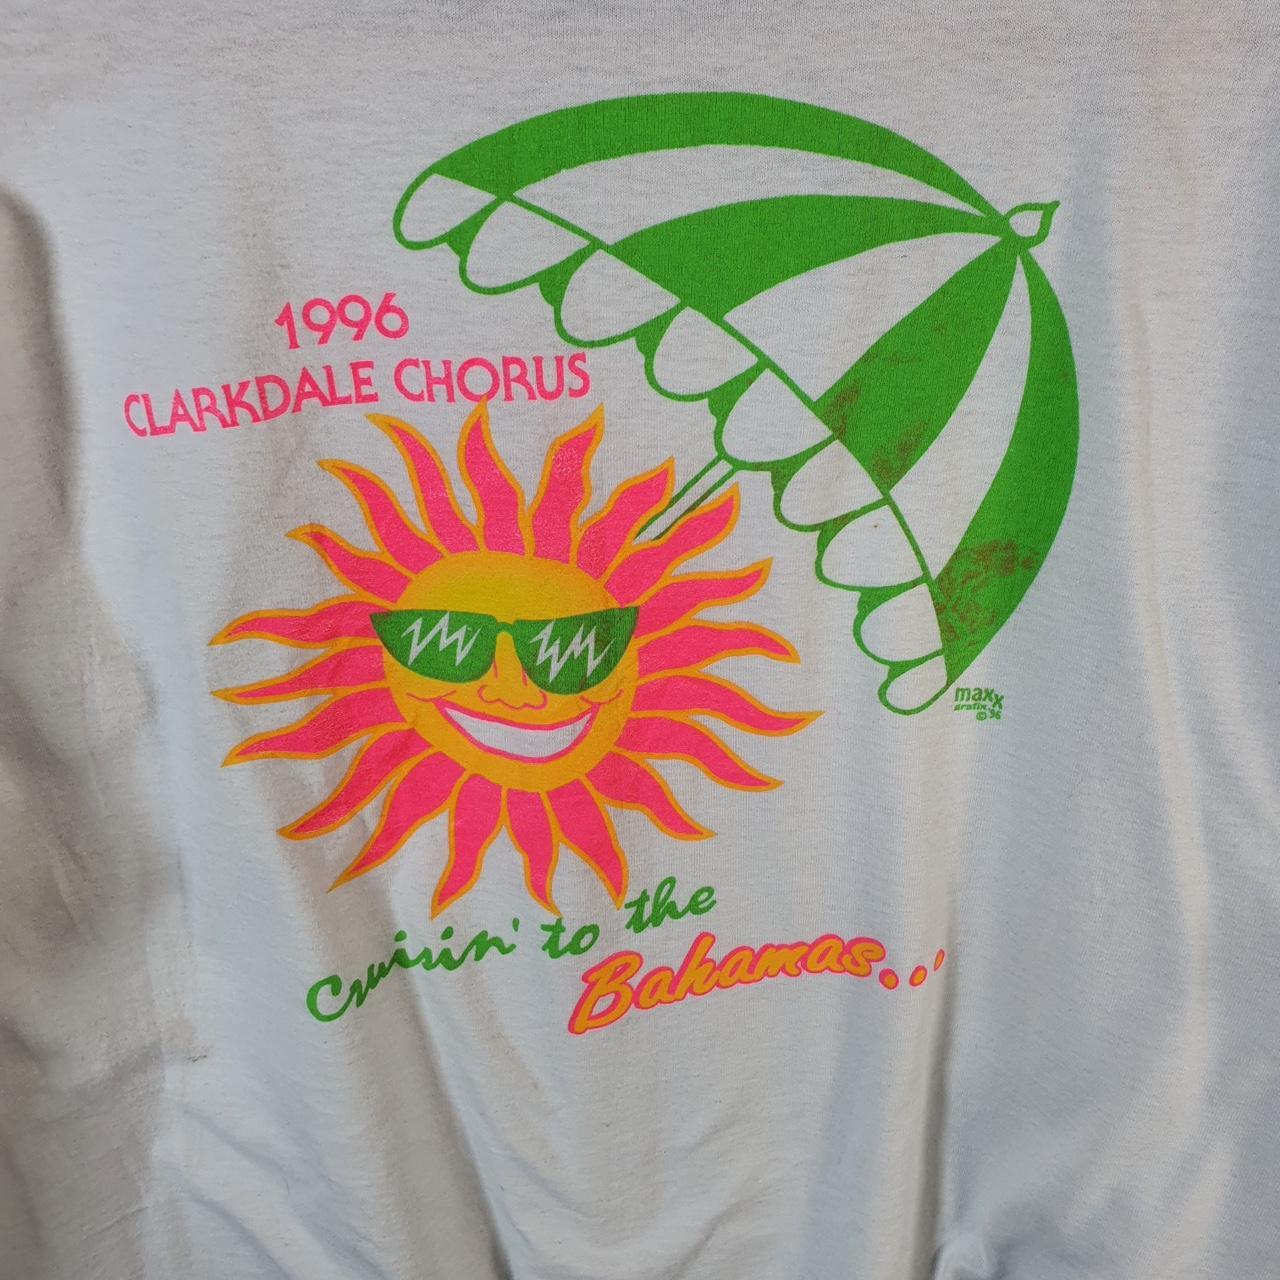 1996
CLARKDALE CHORUS
maxx
grafix
© '96
Cruisin' to the
Bahamas...